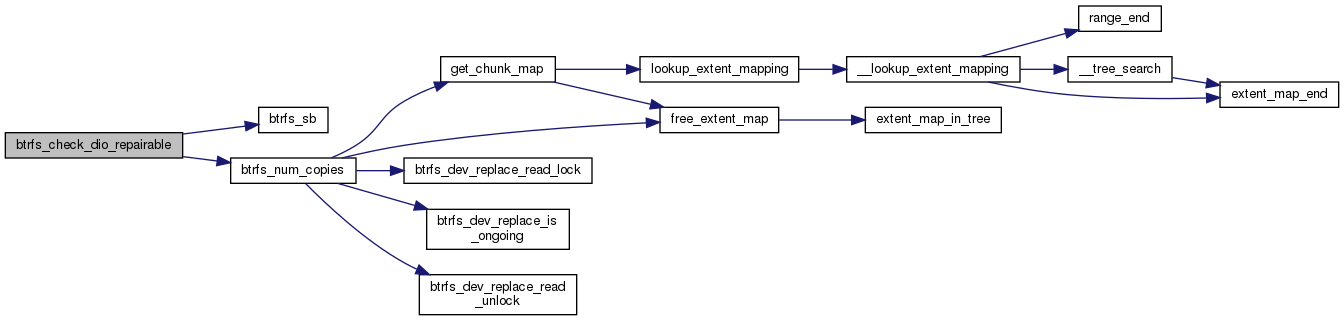 range_end
get_chunk_map
lookup_extent_mapping
__lookup_extent_mapping
__tree_search
extent_map_end
btrfs_sb
free_extent_map
extent_map_in_tree
btrfs_check_dio_repairable
btrfs_num_copies
btrfs_dev_replace_read_lock
btrfs_dev_replace_is
_ongoing
btrfs_dev_replace_read
_unlock